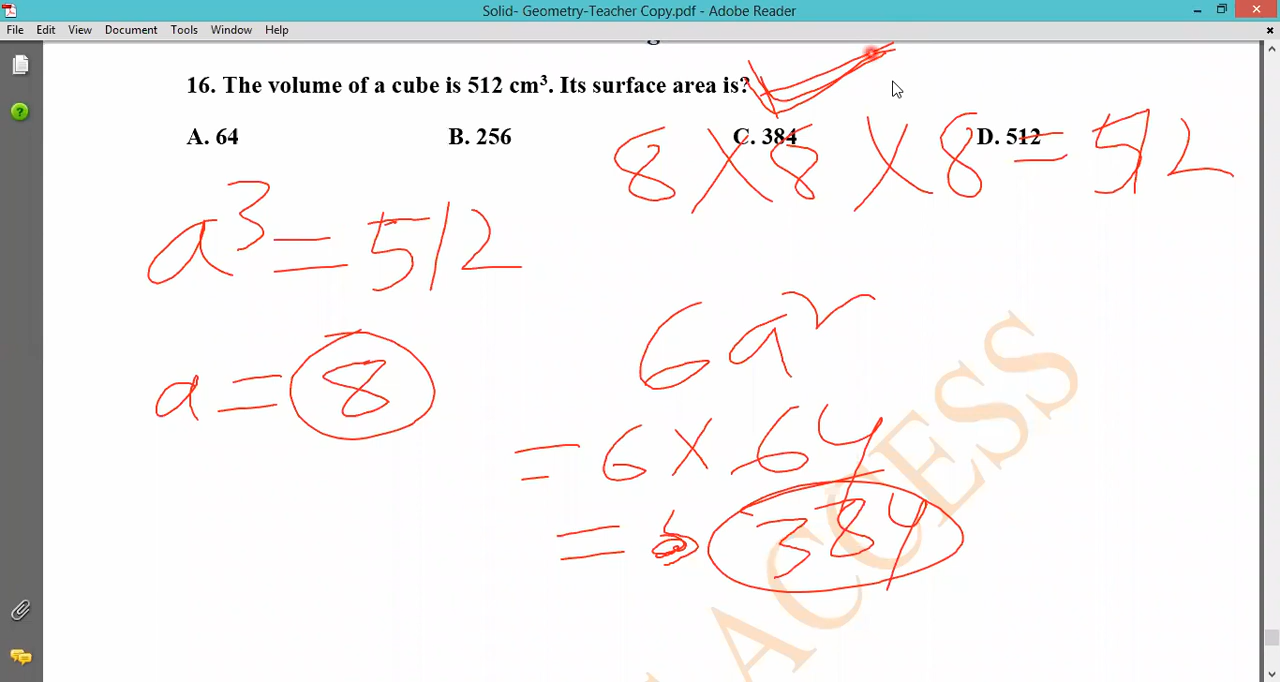 Solid- Geometry-Teacher Copy.pdf - Adobe Reader
File Edit View Document Tools Window Help
16. The volume of a cube is 512 cm³. Its surface area is?
A. 64 B. 256 C. 384 D. 512
8 X 8 X 8 = 512
a³ = 512
a = 8
6a²
= 6 X 64
= 384
ACCESS